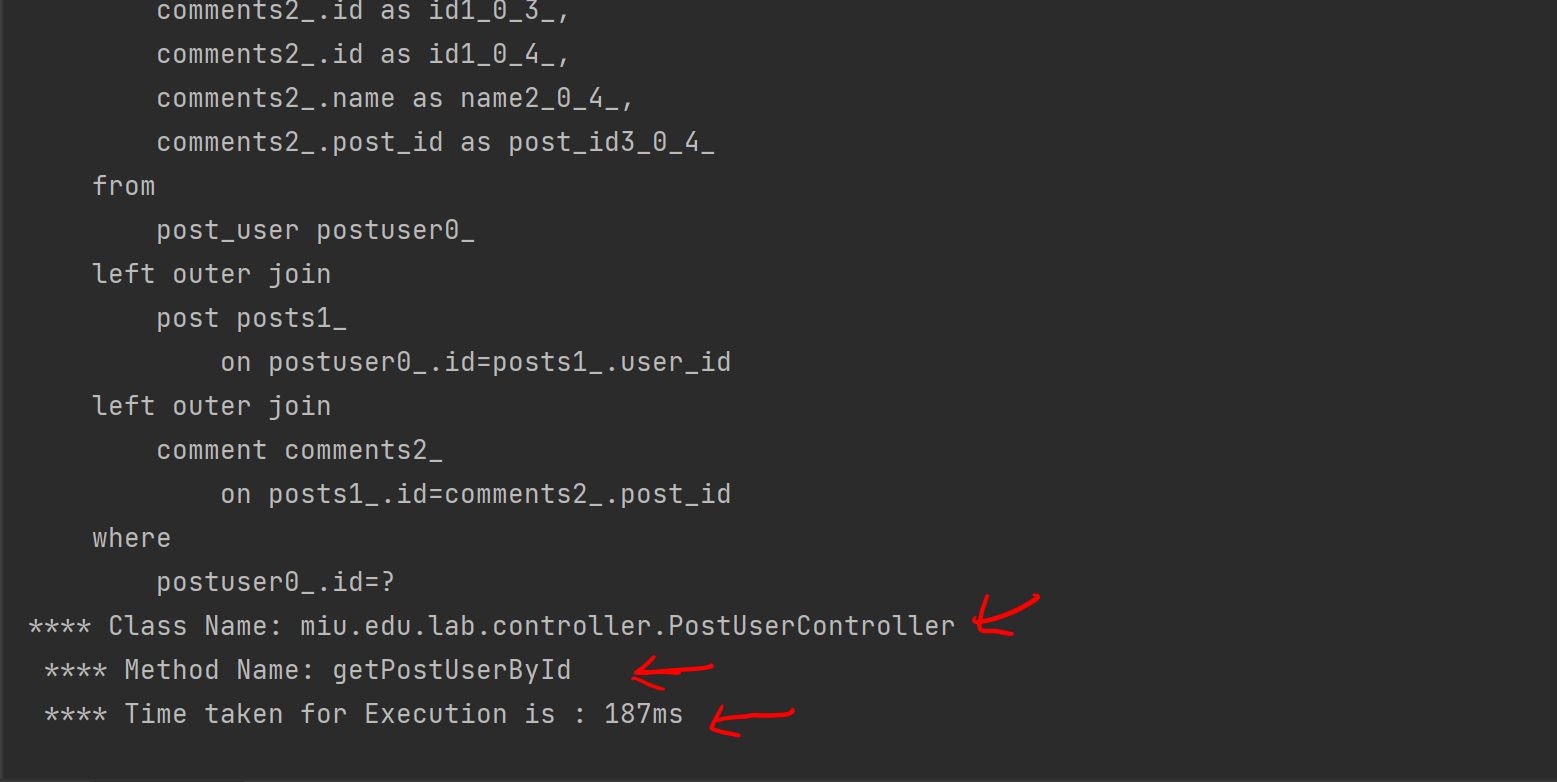 comments2_.id as id1_0_3_,
comments2_.id as id1_0_4_,
comments2_.name as name2_0_4_,
comments2_.post_id as post_id3_0_4_
from
post_user postuser0_
left outer join
post posts1_
on postuser0_.id=posts1_.user_id
left outer join
comment comments2_
on posts1_.id=comments2_.post_id
where
postuser0_.id=?
**** Class Name: miu.edu.lab.controller.PostUserController
**** Method Name: getPostUserById
**** Time taken for Execution is : 187ms